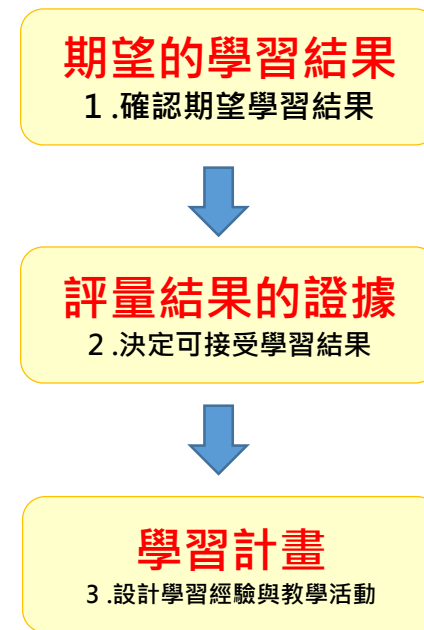 期望的學習結果
1.確認期望學習結果
評量結果的證據
2.決定可接受學習結果
學習計畫
3.設計學習經驗與教學活動